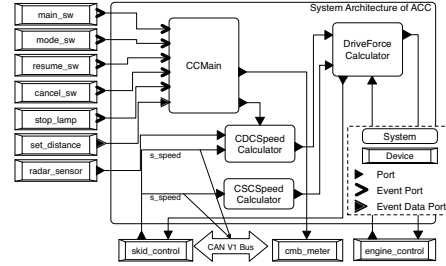 System Architecture of ACC
main_sw
mode_sw
resume_sw
cancel_sw
stop_lamp
set_distance
radar_sensor
CCMain
DriveForce
Calculator
CDCSpeed
Calculator
s_speed
CSCSpeed
Calculator
s_speed
System
Device
Port
Event Port
Event Data Port
skid_control
CAN V1 Bus
cmb_meter
engine_control